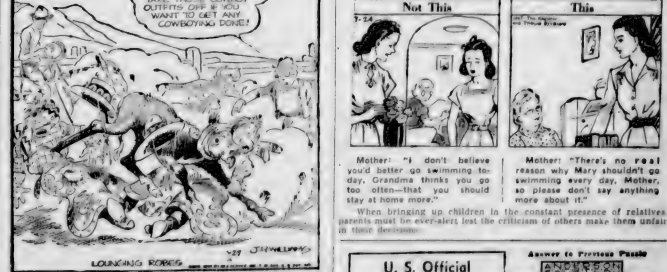 OUTFITS OFF IF YOU
WANT TO GET ANY
COWBOYING DONE!
J.R. WILLIAMS
LOUNGING ROBES
Not This
This
Mother: "I don't believe
you'd better go swimming to-
day. Grandma thinks you go
too often—that you should
stay at home more."
Mother: "There's no real
reason why Mary shouldn't go
swimming every day, Mother,
so please don't say anything
more about it."
When bringing up children in the constant presence of relatives
parents must be ever-alert lest the criticism of others make them unfair
in these decisions.
U. S. Official
Answer to Previous Puzzle